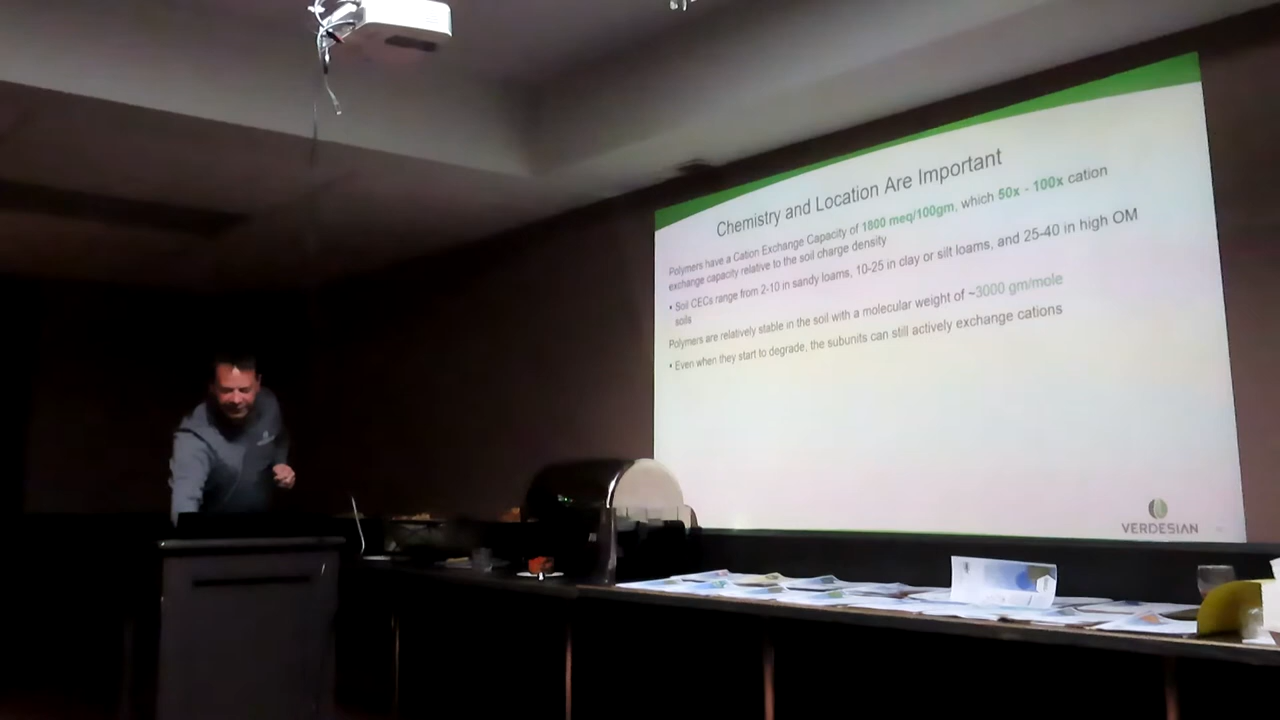 Chemistry and Location Are Important
Polymers have a Cation Exchange Capacity of 1800 meq/100gm, which 50x - 100x cation
exchange capacity relative to the soil charge density
• Soil CECs range from 2-10 in sandy loams, 10-25 in clay or silt loams, and 25-40 in high OM
soils
Polymers are relatively stable in the soil with a molecular weight of ~3000 gm/mole
• Even when they start to degrade, the subunits can still actively exchange cations
VERDESIAN